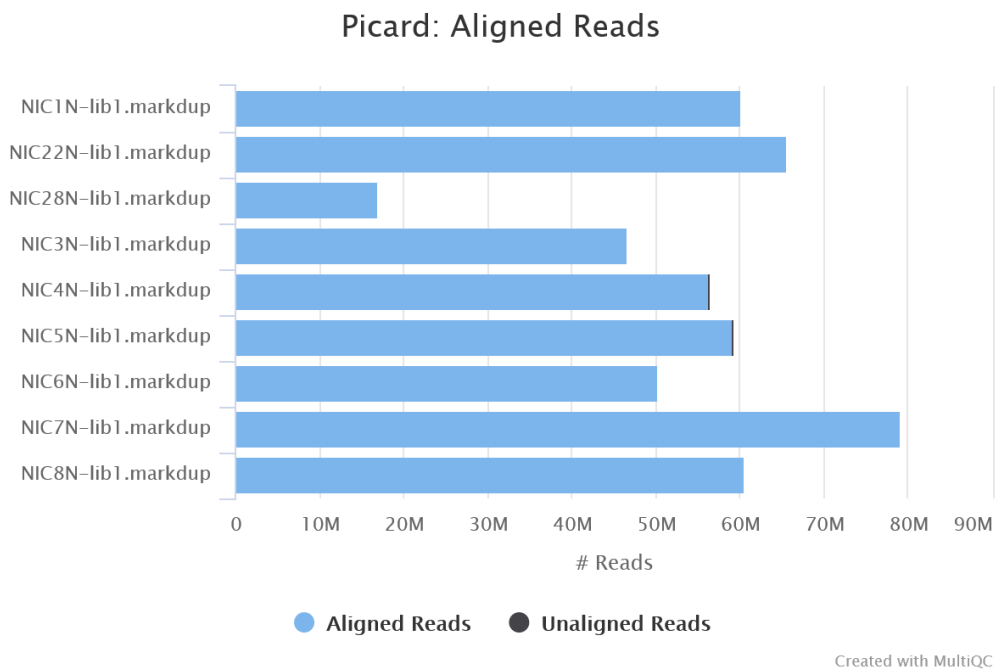 Picard: Aligned Reads
NIC1N-lib1.markdup
NIC22N-lib1.markdup
NIC28N-lib1.markdup
NIC3N-lib1.markdup
NIC4N-lib1.markdup
NIC5N-lib1.markdup
NIC6N-lib1.markdup
NIC7N-lib1.markdup
NIC8N-lib1.markdup
0 10M 20M 30M 40M 50M 60M 70M 80M 90M
# Reads
Aligned Reads Unaligned Reads
Created with MultiQC